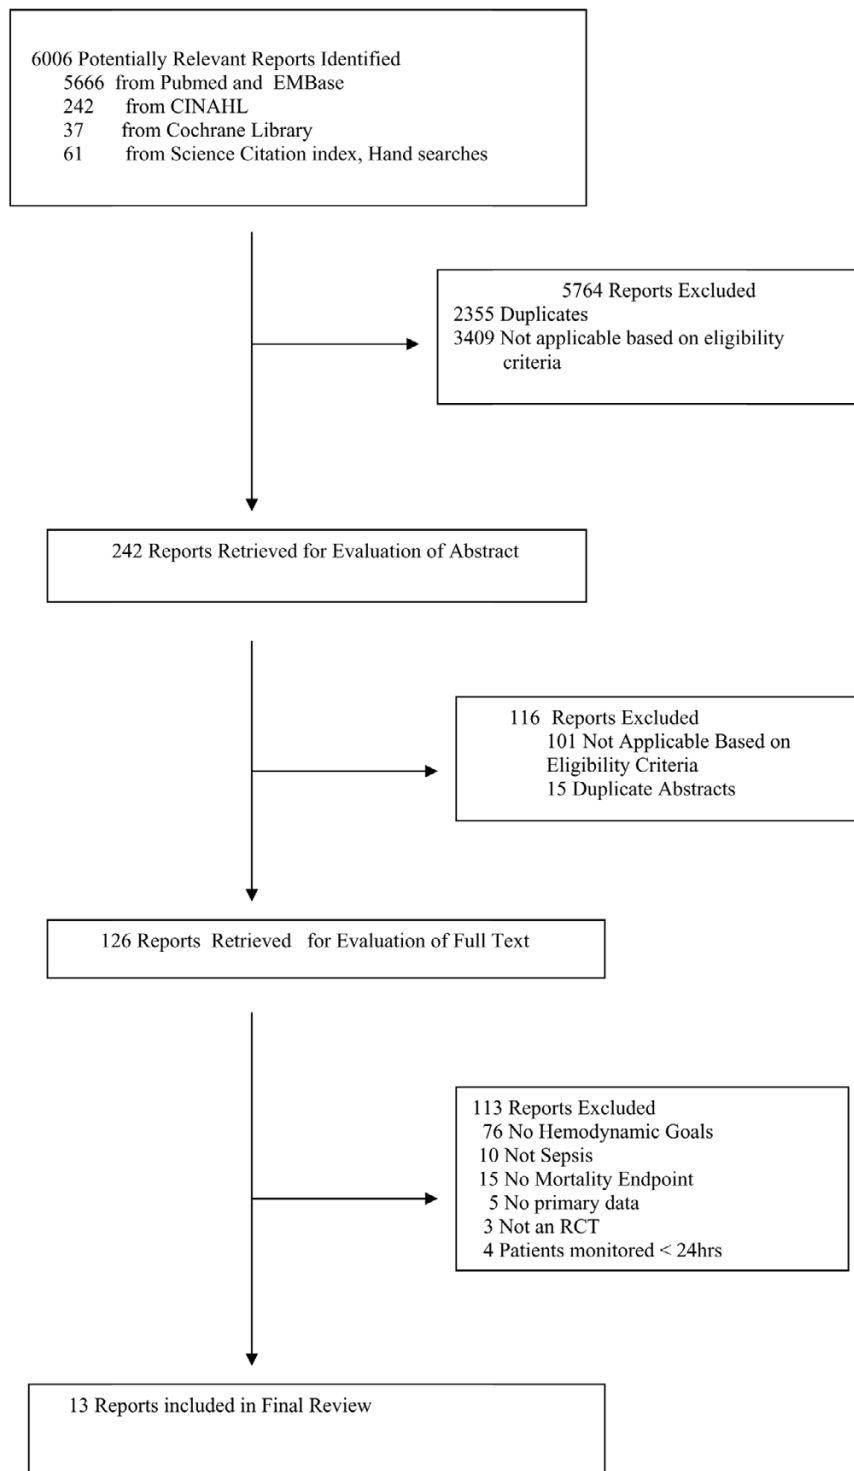 6006 Potentially Relevant Reports Identified
5666 from Pubmed and EMBase
242 from CINAHL
37 from Cochrane Library
61 from Science Citation index, Hand searches
5764 Reports Excluded
2355 Duplicates
3409 Not applicable based on eligibility
criteria
242 Reports Retrieved for Evaluation of Abstract
116 Reports Excluded
101 Not Applicable Based on
Eligibility Criteria
15 Duplicate Abstracts
126 Reports Retrieved for Evaluation of Full Text
113 Reports Excluded
76 No Hemodynamic Goals
10 Not Sepsis
15 No Mortality Endpoint
5 No primary data
3 Not an RCT
4 Patients monitored < 24hrs
13 Reports included in Final Review